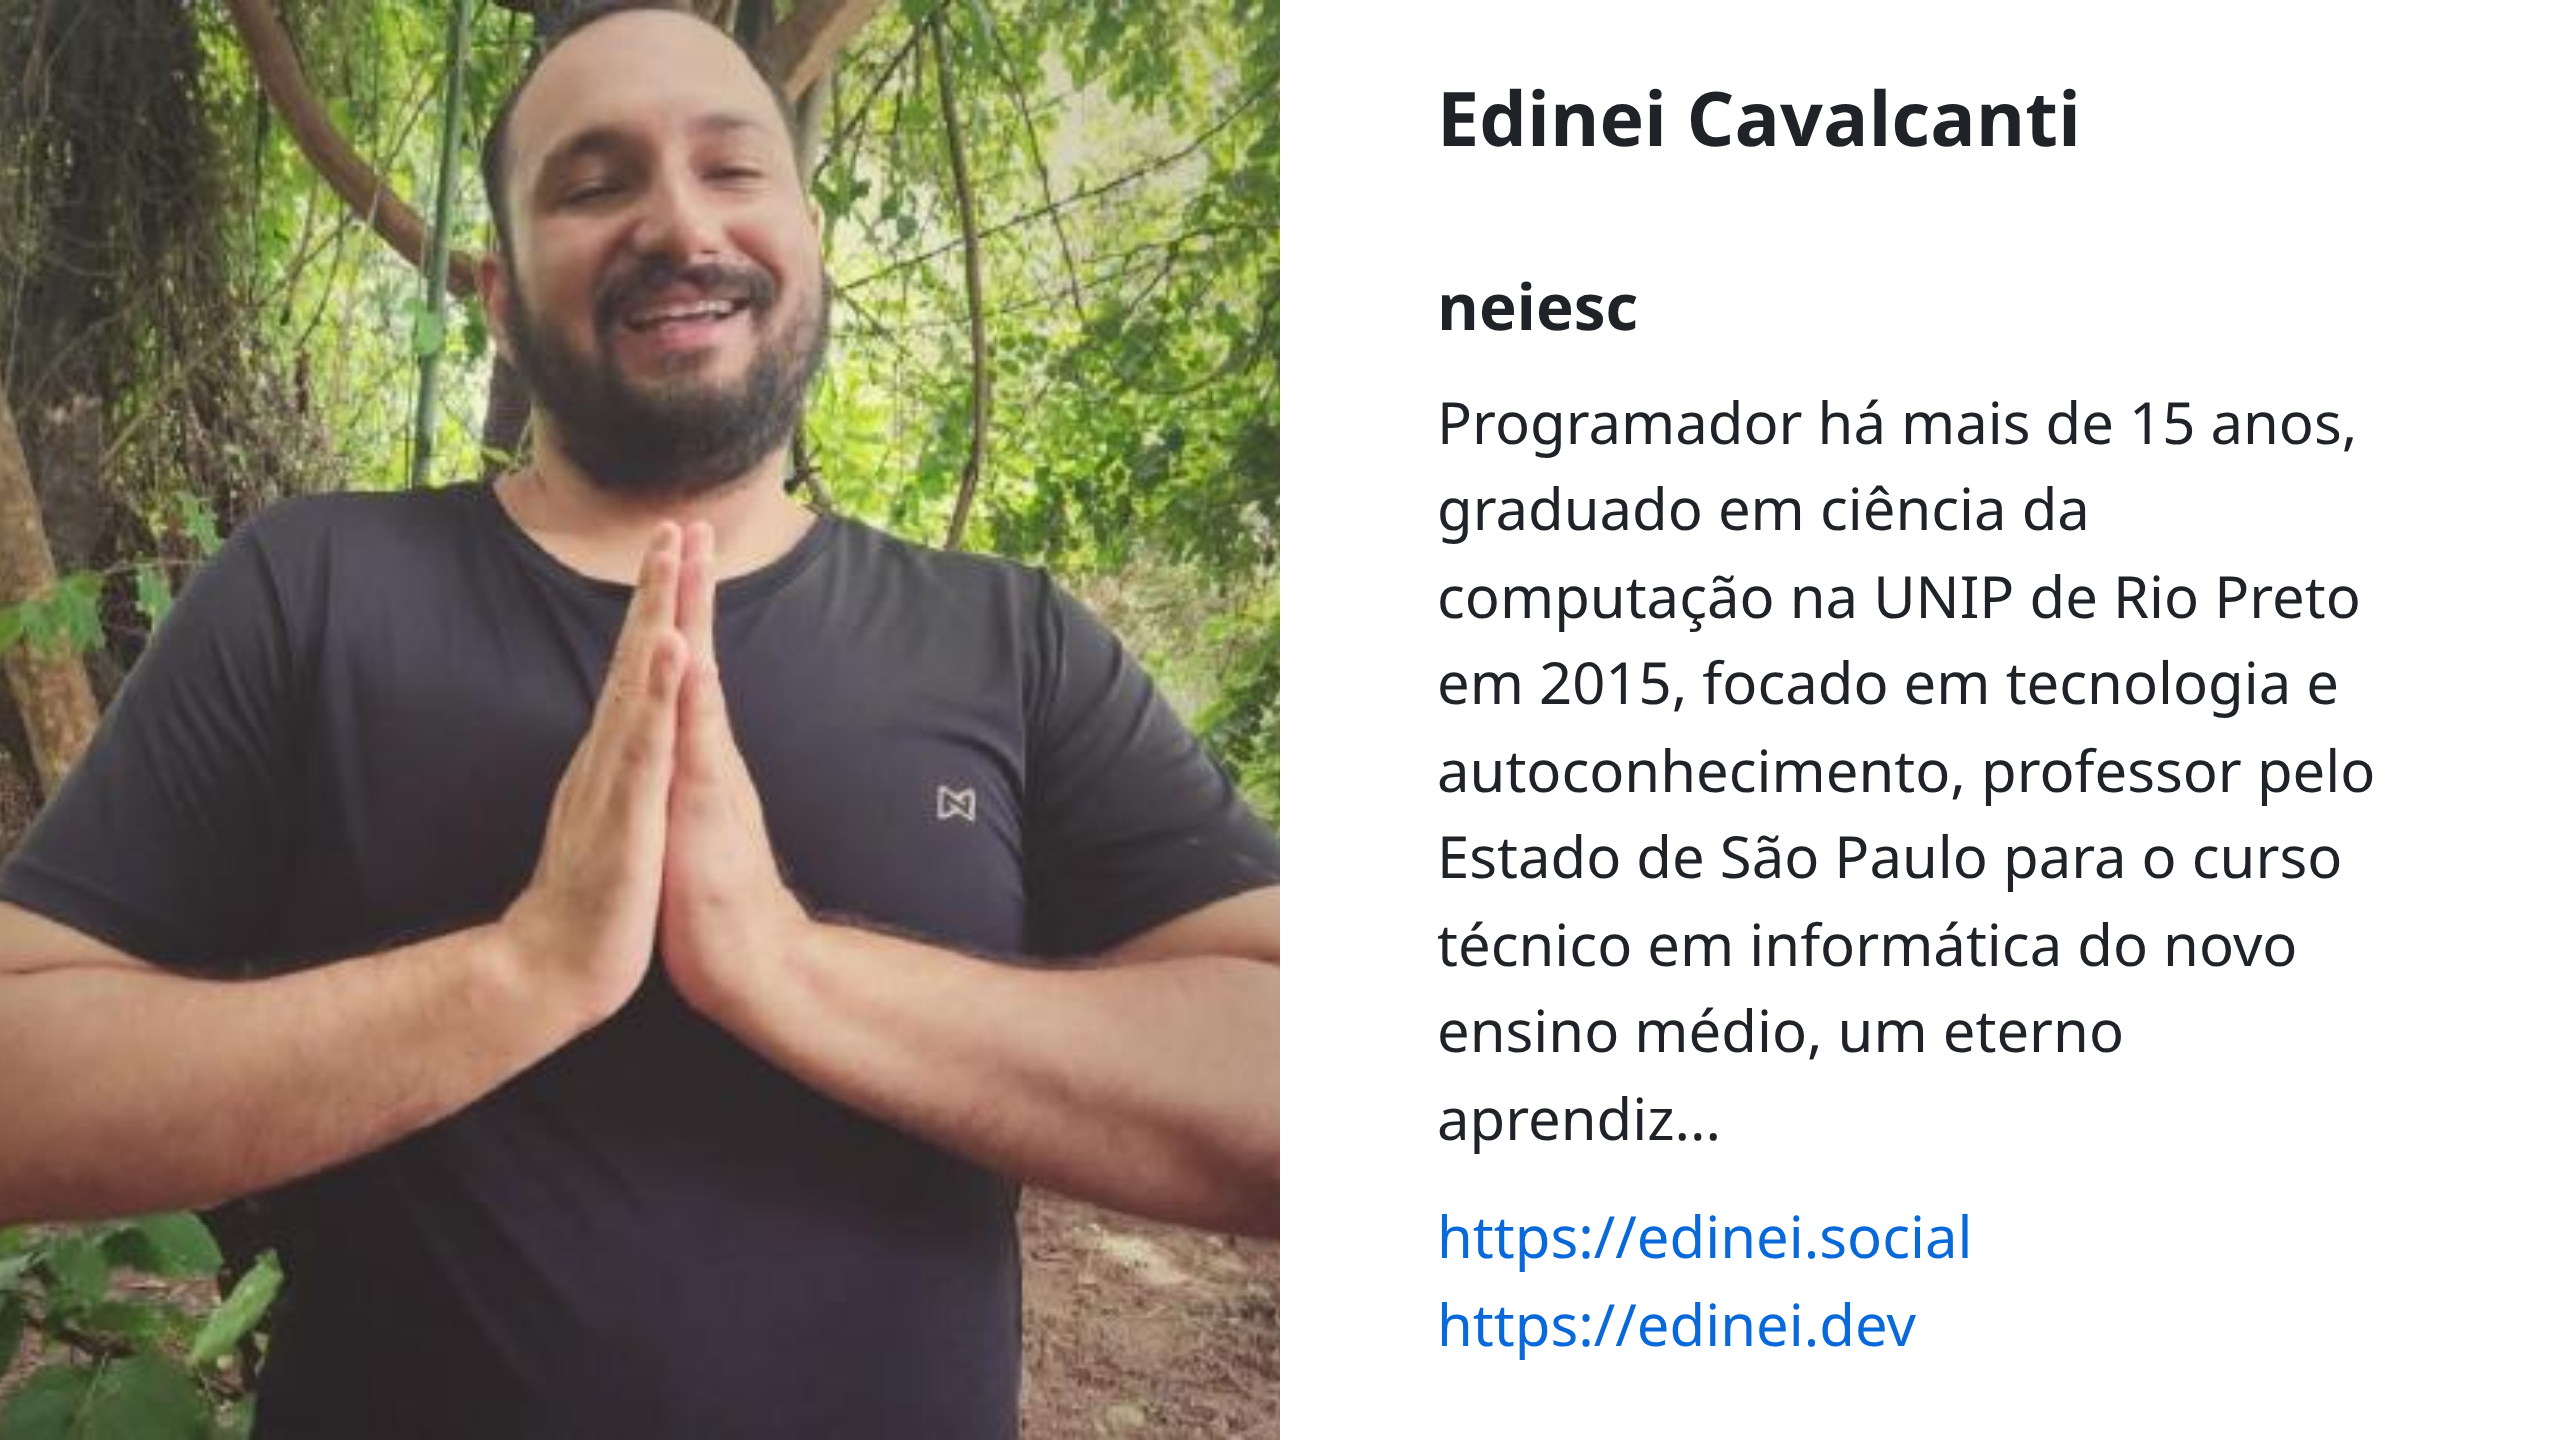 Edinei Cavalcanti
neiesc
Programador há mais de 15 anos,
graduado em ciência da
computação na UNIP de Rio Preto
em 2015, focado em tecnologia e
autoconhecimento, professor pelo
Estado de São Paulo para o curso
técnico em informática do novo
ensino médio, um eterno
aprendiz...
https://edinei.social
https://edinei.dev